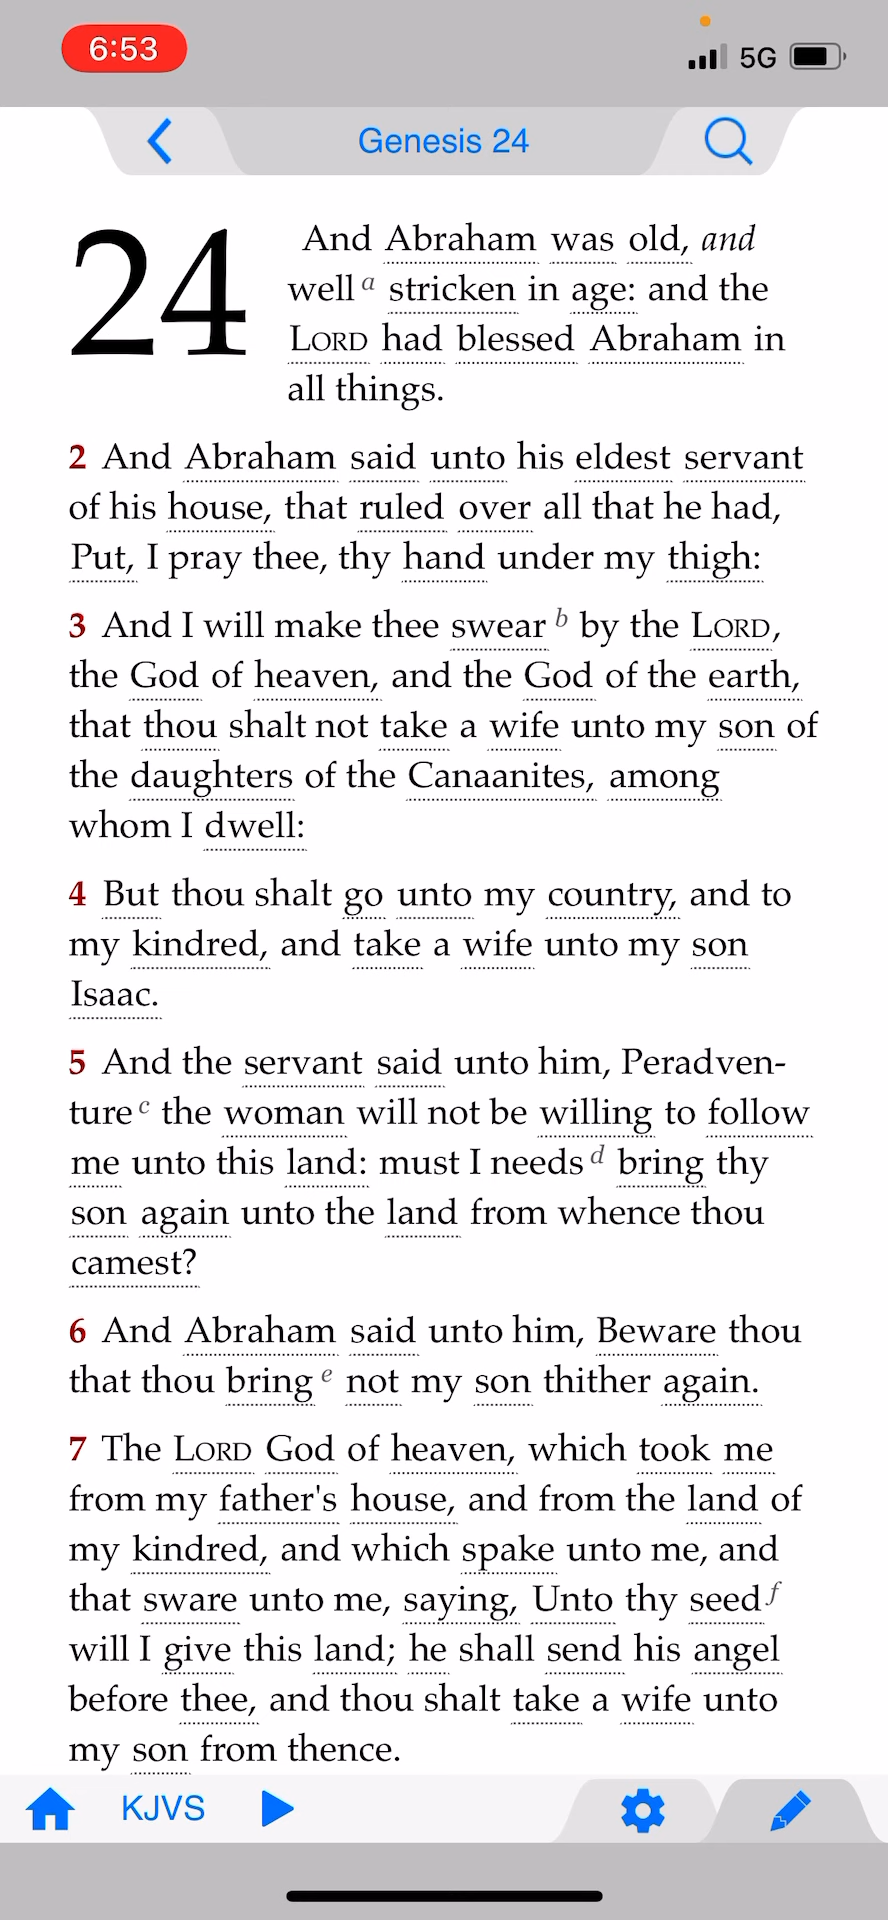 6:53
5G
Genesis 24
24
And Abraham was old, and
well a stricken in age: and the
LORD had blessed Abraham in
all things.
2 And Abraham said unto his eldest servant
of his house, that ruled over all that he had,
Put, I pray thee, thy hand under my thigh:
3 And I will make thee swear b by the LORD,
the God of heaven, and the God of the earth,
that thou shalt not take a wife unto my son of
the daughters of the Canaanites, among
whom I dwell:
4 But thou shalt go unto my country, and to
my kindred, and take a wife unto my son
Isaac.
5 And the servant said unto him, Peradven-
ture c the woman will not be willing to follow
me unto this land: must I needs d bring thy
son again unto the land from whence thou
camest?
6 And Abraham said unto him, Beware thou
that thou bring e not my son thither again.
7 The LORD God of heaven, which took me
from my father's house, and from the land of
my kindred, and which spake unto me, and
that sware unto me, saying, Unto thy seed f
will I give this land; he shall send his angel
before thee, and thou shalt take a wife unto
my son from thence.
KJVS